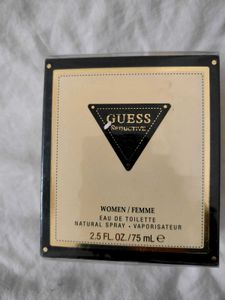 GUESS
SEDUCTIVE
WOMEN / FEMME
EAU DE TOILETTE
NATURAL SPRAY • VAPORISATEUR
2.5 FL. OZ./75 mL ℮